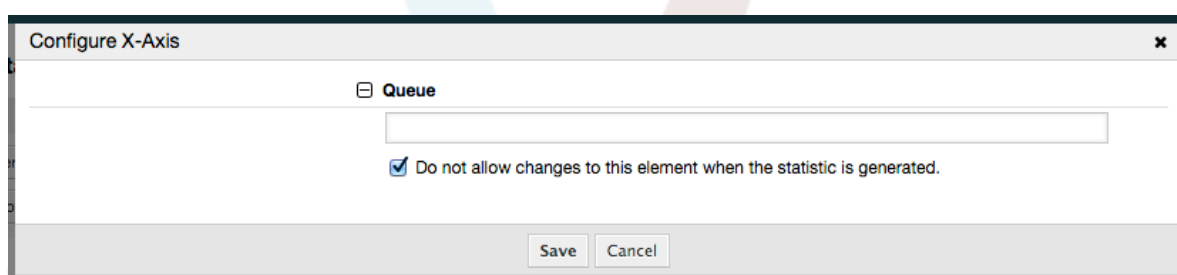 Configure X-Axis
Queue
Do not allow changes to this element when the statistic is generated.
Save Cancel